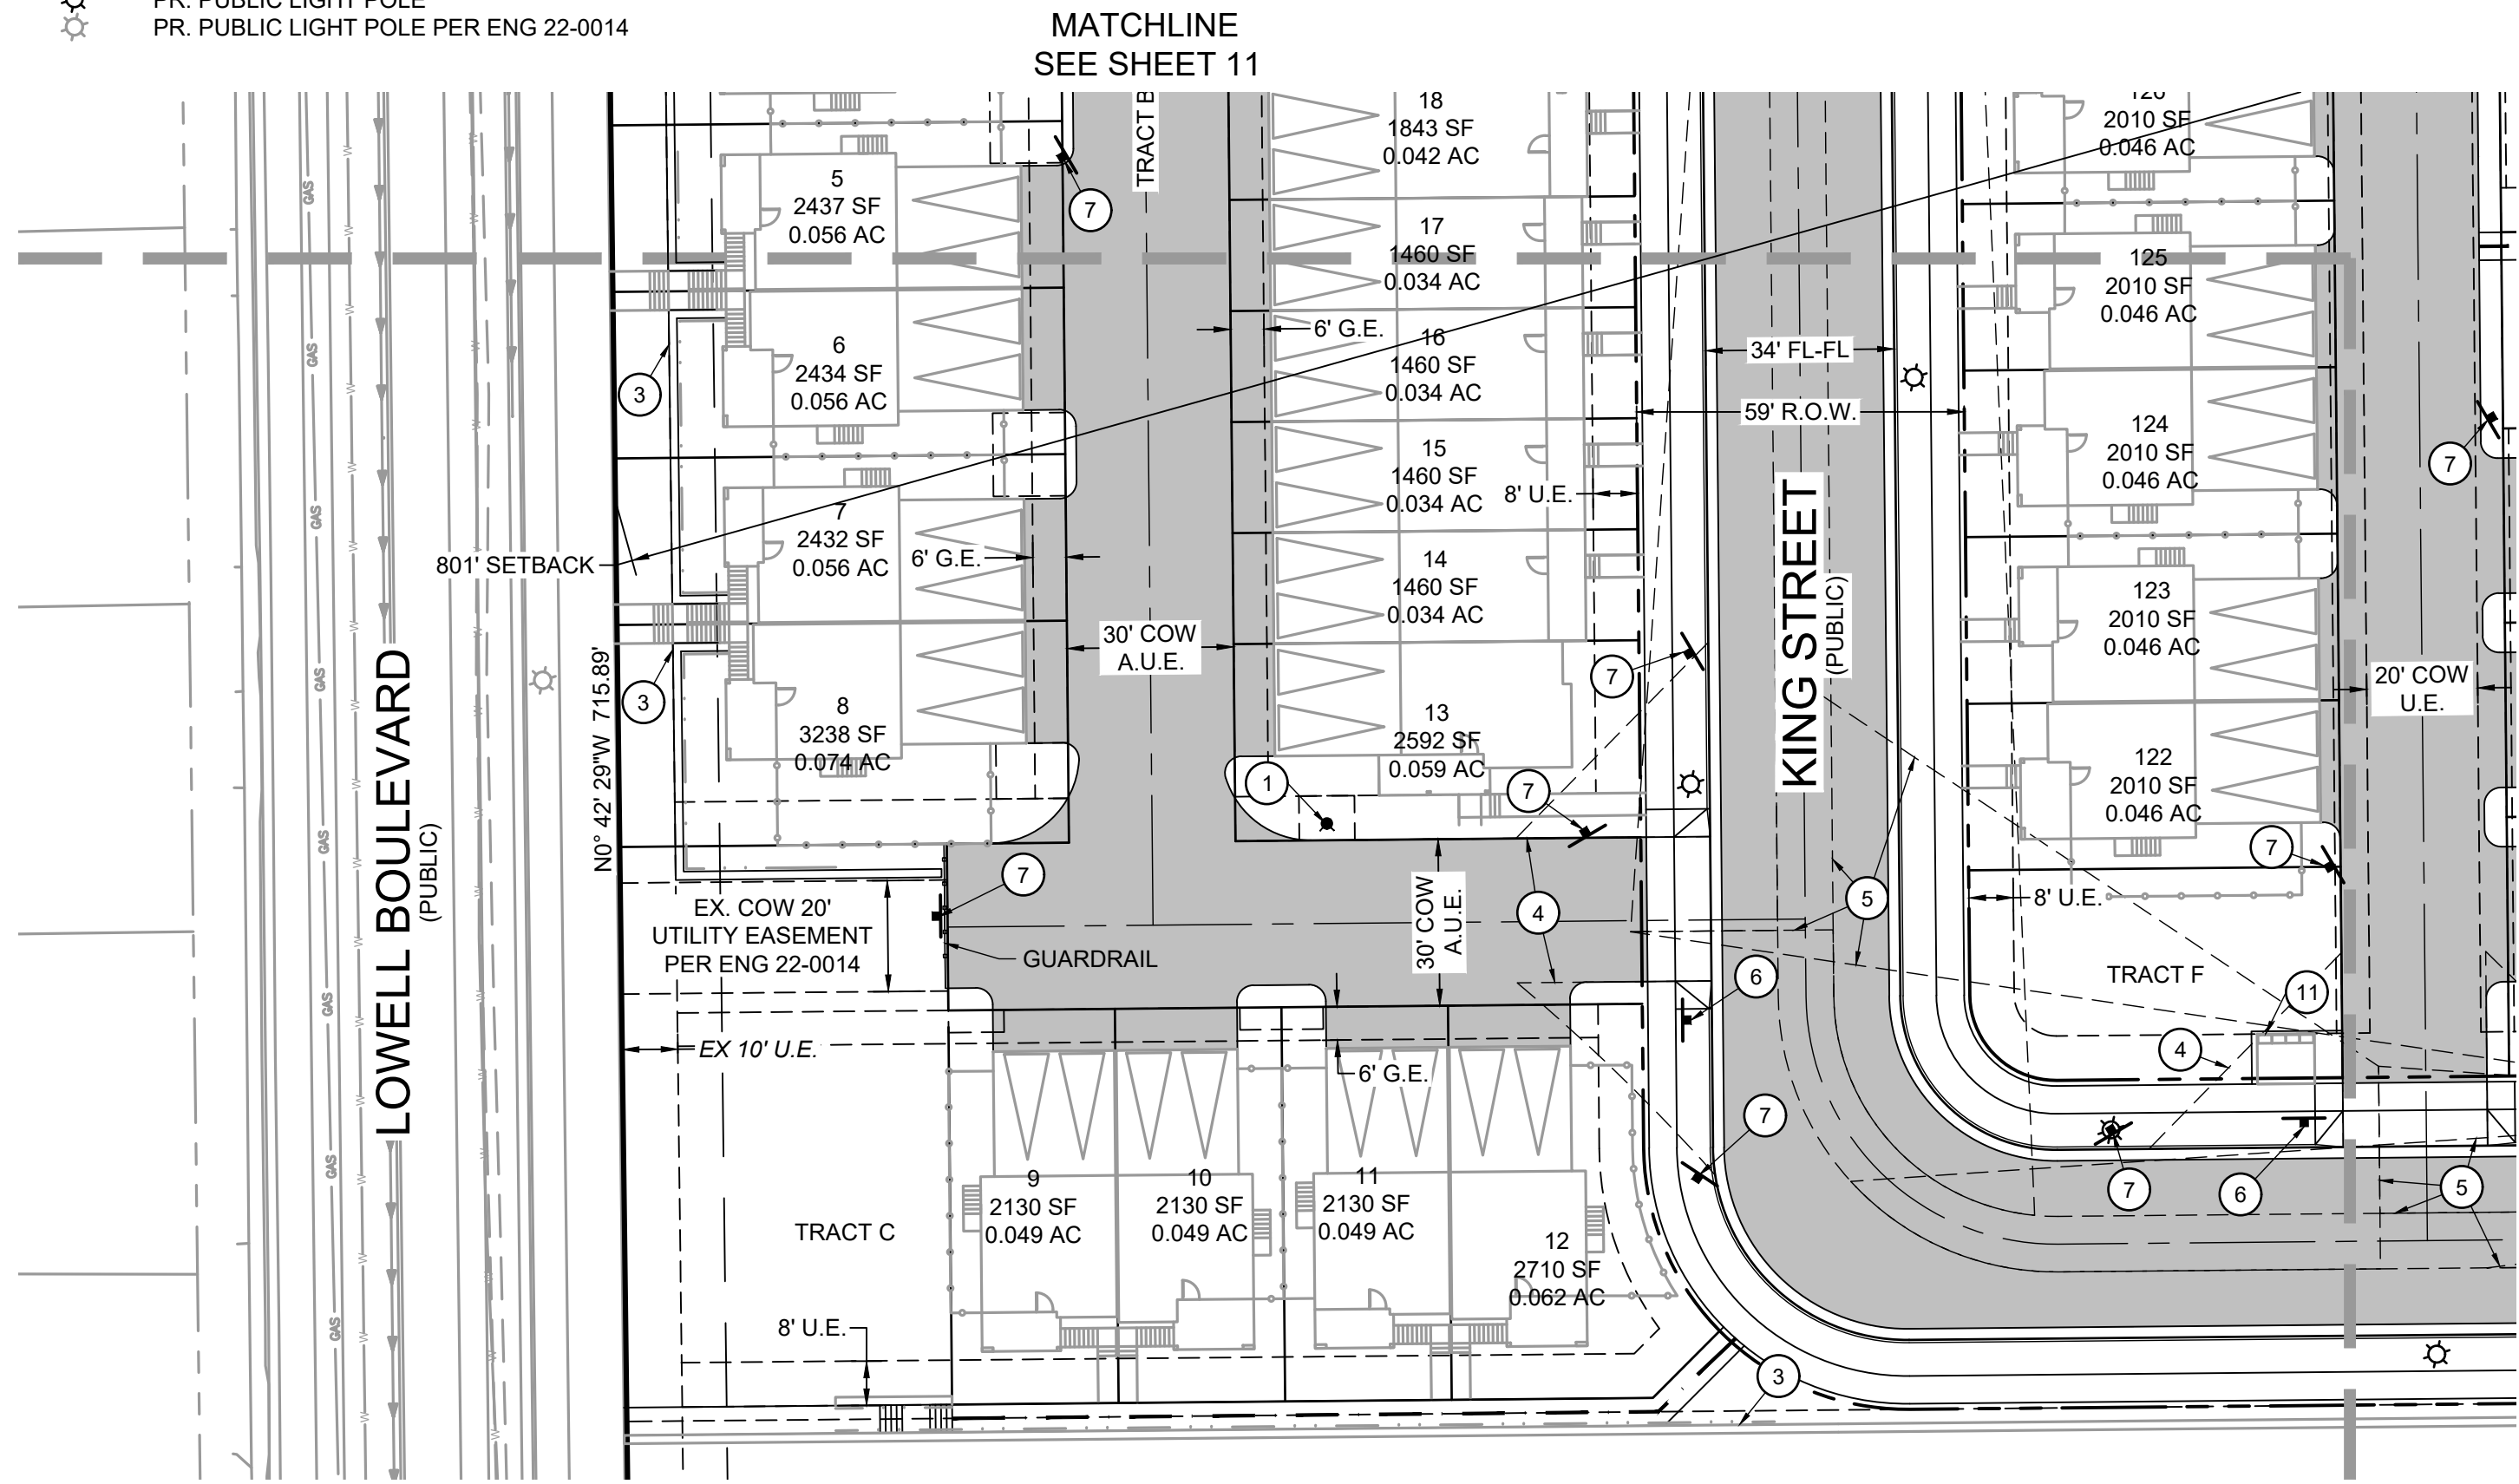 PR. PUBLIC LIGHT POLE
PR. PUBLIC LIGHT POLE PER ENG 22-0014
MATCHLINE
SEE SHEET 11
TRACT B
18
1843 SF
0.042 AC
2010 SF
0.046 AC
5
2437 SF
0.056 AC
7
17
1460 SF
0.034 AC
125
2010 SF
0.046 AC
6
2434 SF
0.056 AC
3
6' G.E.
16
1460 SF
0.034 AC
34' FL-FL
59' R.O.W.
124
2010 SF
0.046 AC
7
15
1460 SF
0.034 AC
8' U.E.
7
2432 SF
0.056 AC
6' G.E.
801' SETBACK
14
1460 SF
0.034 AC
KING STREET
(PUBLIC)
123
2010 SF
0.046 AC
30' COW
A.U.E.
20' COW
U.E.
N0° 42' 29"W 715.89'
LOWELL BOULEVARD
(PUBLIC)
GAS
GAS
GAS
GAS
GAS
GAS
GAS
GAS
W
W
W
W
W
W
W
W
W
W
W
W
W
W
3
8
3238 SF
0.074 AC
7
13
2592 SF
0.059 AC
1
7
122
2010 SF
0.046 AC
7
7
EX. COW 20'
UTILITY EASEMENT
PER ENG 22-0014
GUARDRAIL
30' COW
A.U.E.
4
5
8' U.E.
6
TRACT F
11
4
EX 10' U.E.
6' G.E.
7
9
2130 SF
0.049 AC
10
2130 SF
0.049 AC
11
2130 SF
0.049 AC
12
2710 SF
0.062 AC
7
6
5
TRACT C
8' U.E.
3